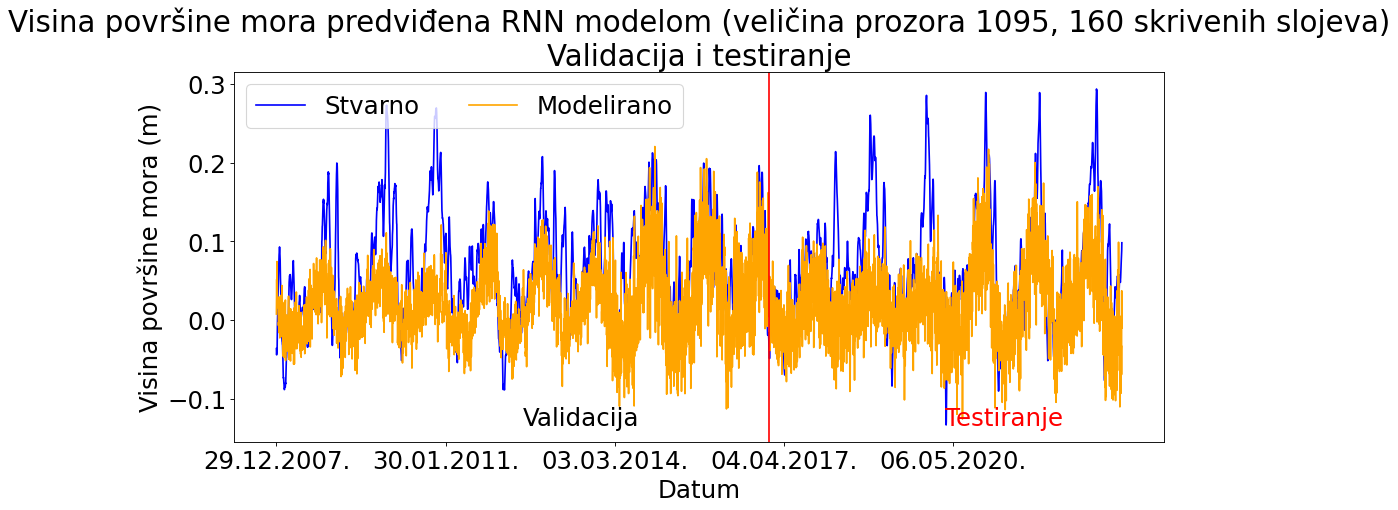 Visina površine mora predviđena RNN modelom (veličina prozora 1095, 160 skrivenih slojeva)
Validacija i testiranje
Stvarno
Modelirano
Visina površine mora (m)
0.3
0.2
0.1
0.0
−0.1
Validacija
Testiranje
29.12.2007.
30.01.2011.
03.03.2014.
04.04.2017.
06.05.2020.
Datum